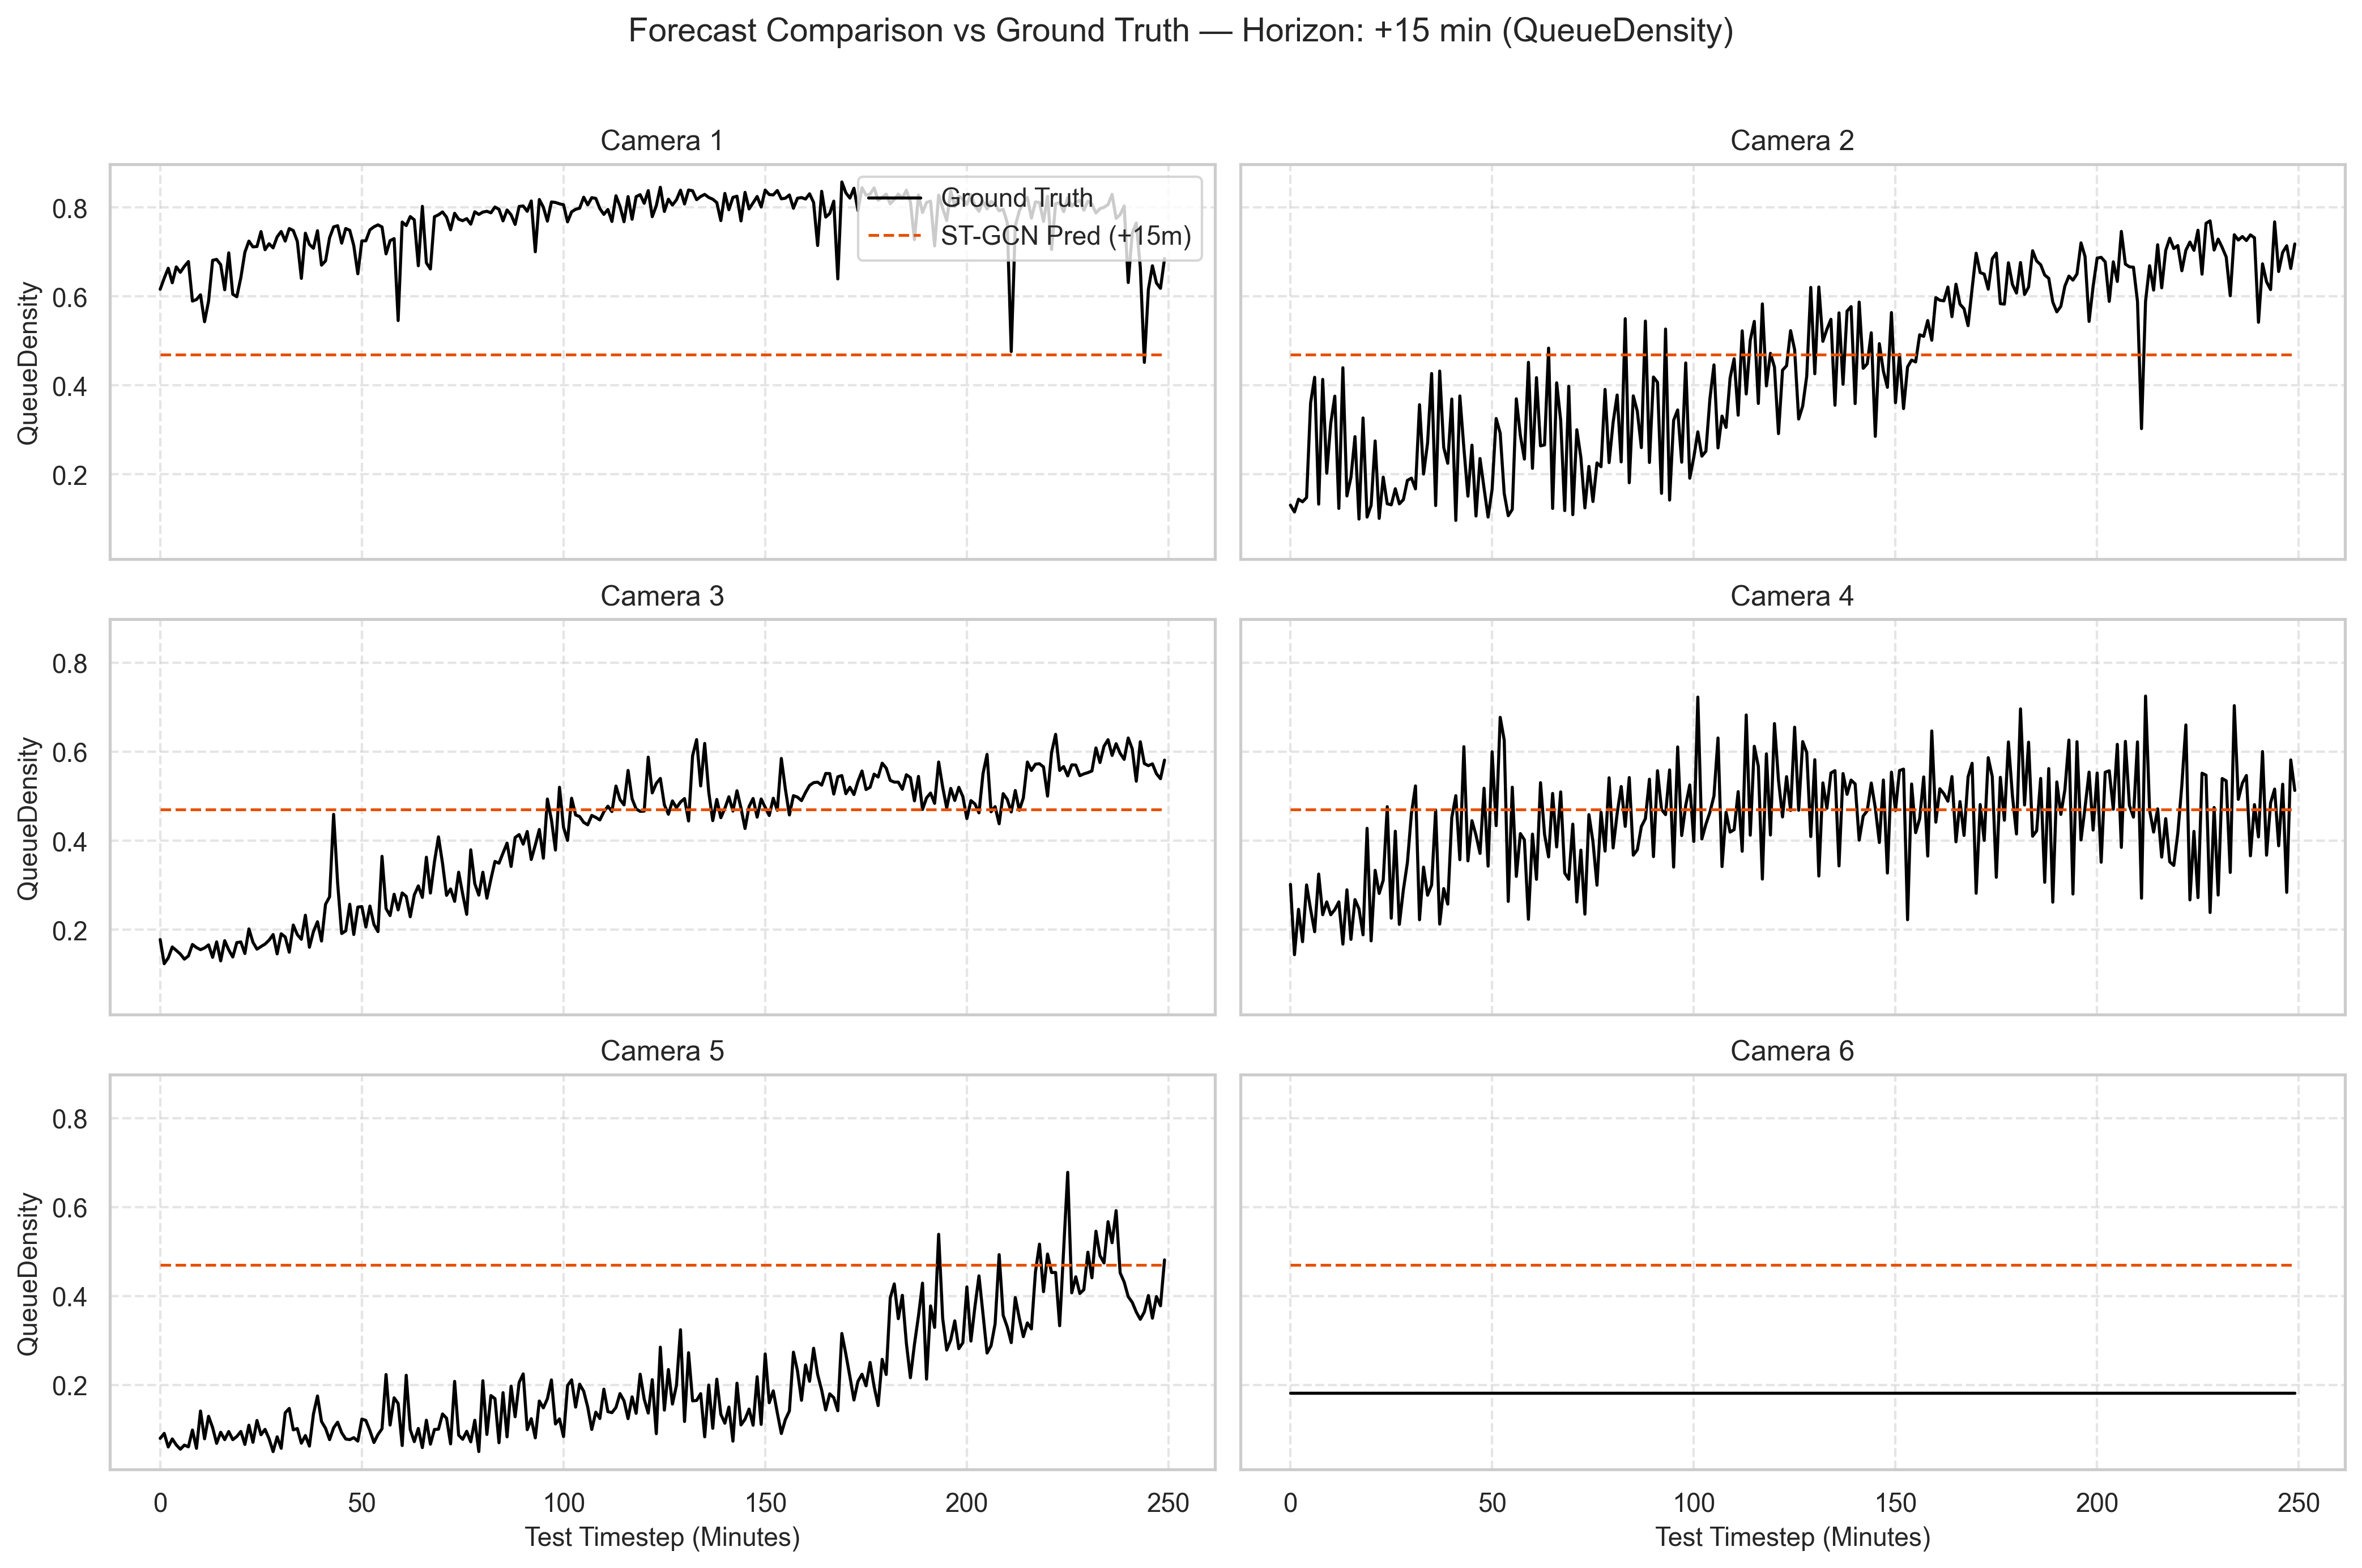 Forecast Comparison vs Ground Truth — Horizon: +15 min (QueueDensity)
Camera 1
Camera 2
QueueDensity
0.8
0.6
0.4
0.2
Ground Truth
ST-GCN Pred (+15m)
Camera 3
Camera 4
QueueDensity
0.8
0.6
0.4
0.2
Camera 5
Camera 6
QueueDensity
0.8
0.6
0.4
0.2
0 50 100 150 200 250
0 50 100 150 200 250
Test Timestep (Minutes)
Test Timestep (Minutes)